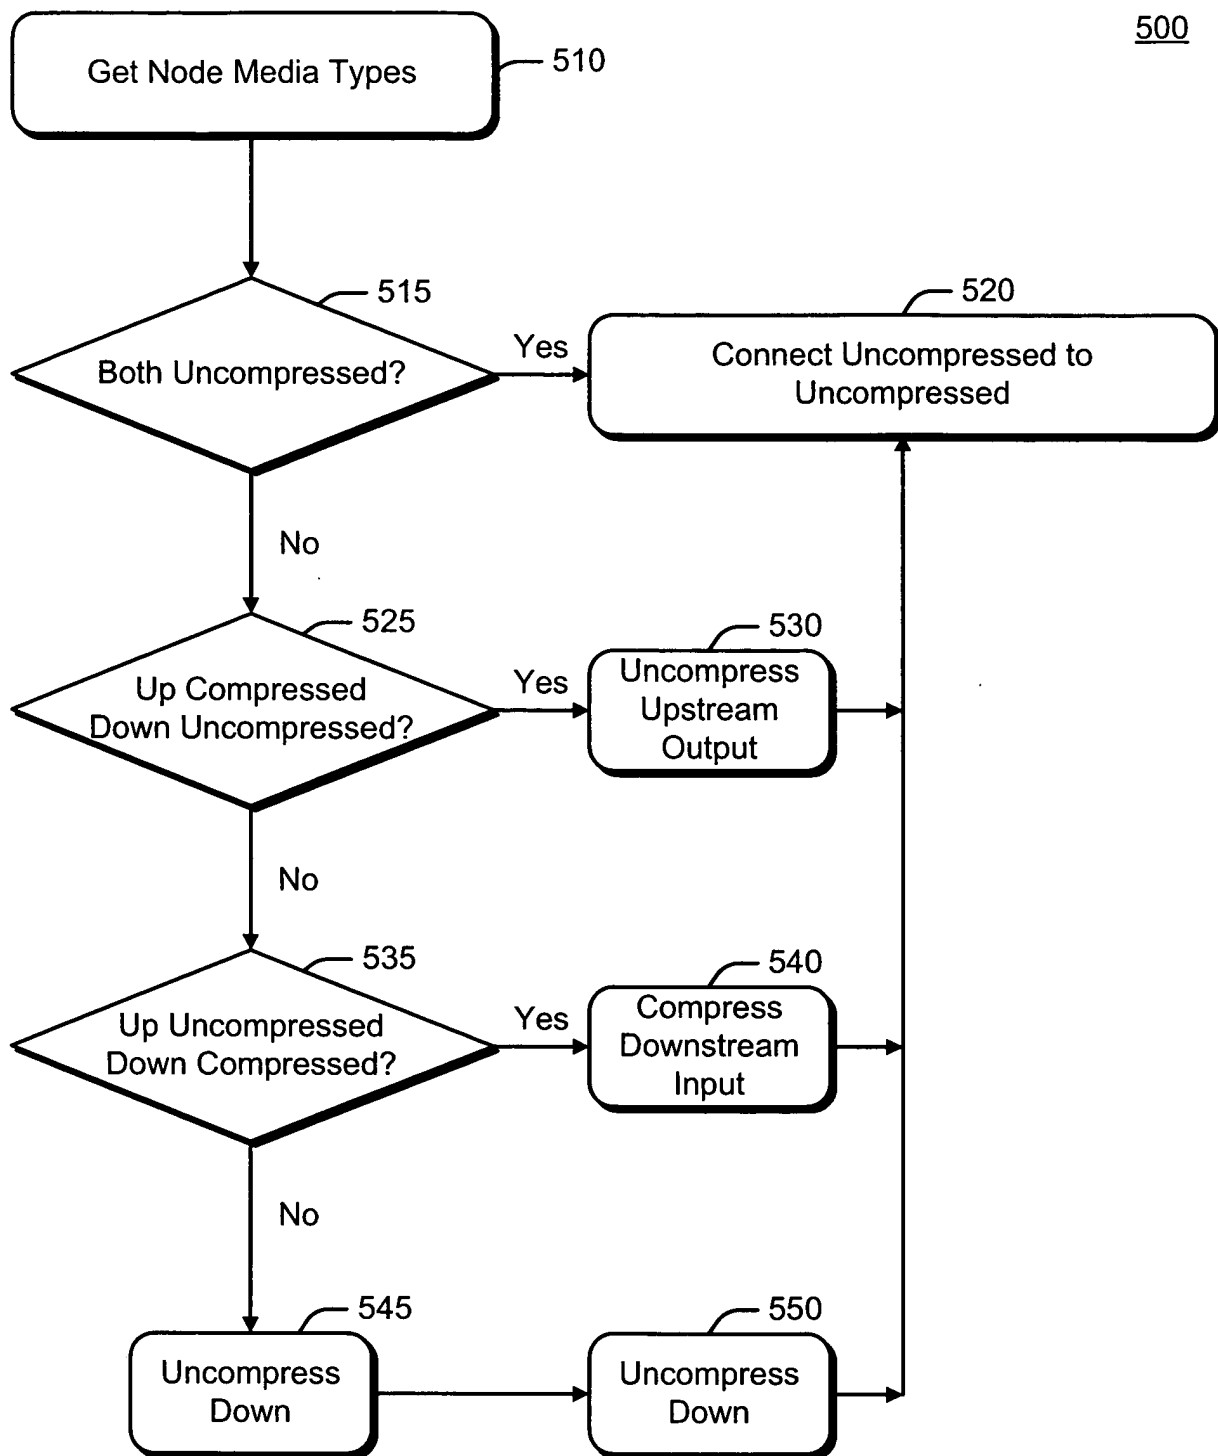 500
Get Node Media Types
510
515
Both Uncompressed?
Yes
520
Connect Uncompressed to
Uncompressed
No
525
Up Compressed
Down Uncompressed?
Yes
530
Uncompress
Upstream
Output
No
535
Up Uncompressed
Down Compressed?
Yes
540
Compress
Downstream
Input
No
545
Uncompress
Down
550
Uncompress
Down